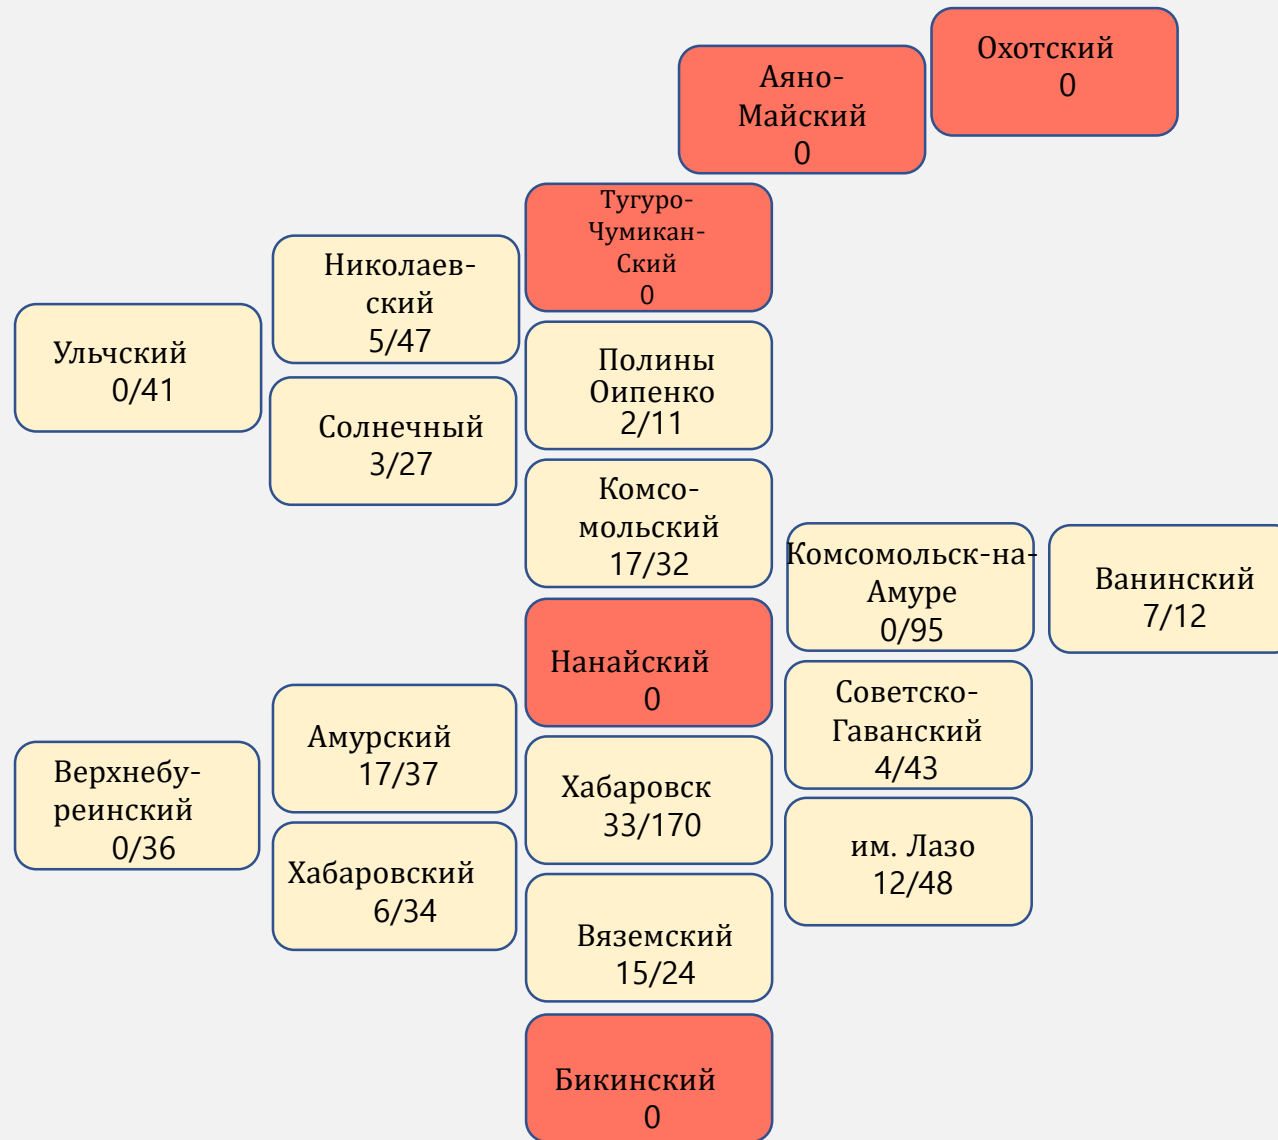 Охотский
0
Аяно-
Майский
0
Тугуро-
Чумикан-
Ский
0
Николаев-
ский
5/47
Ульчский
0/41
Полины
Оипенко
2/11
Солнечный
3/27
Комсо-
мольский
17/32
Комсомольск-на-
Амуре
0/95
Ванинский
7/12
Нанайский
0
Советско-
Гаванский
4/43
Амурский
17/37
Верхнебу-
реинский
0/36
Хабаровск
33/170
им. Лазо
12/48
Хабаровский
6/34
Вяземский
15/24
Бикинский
0